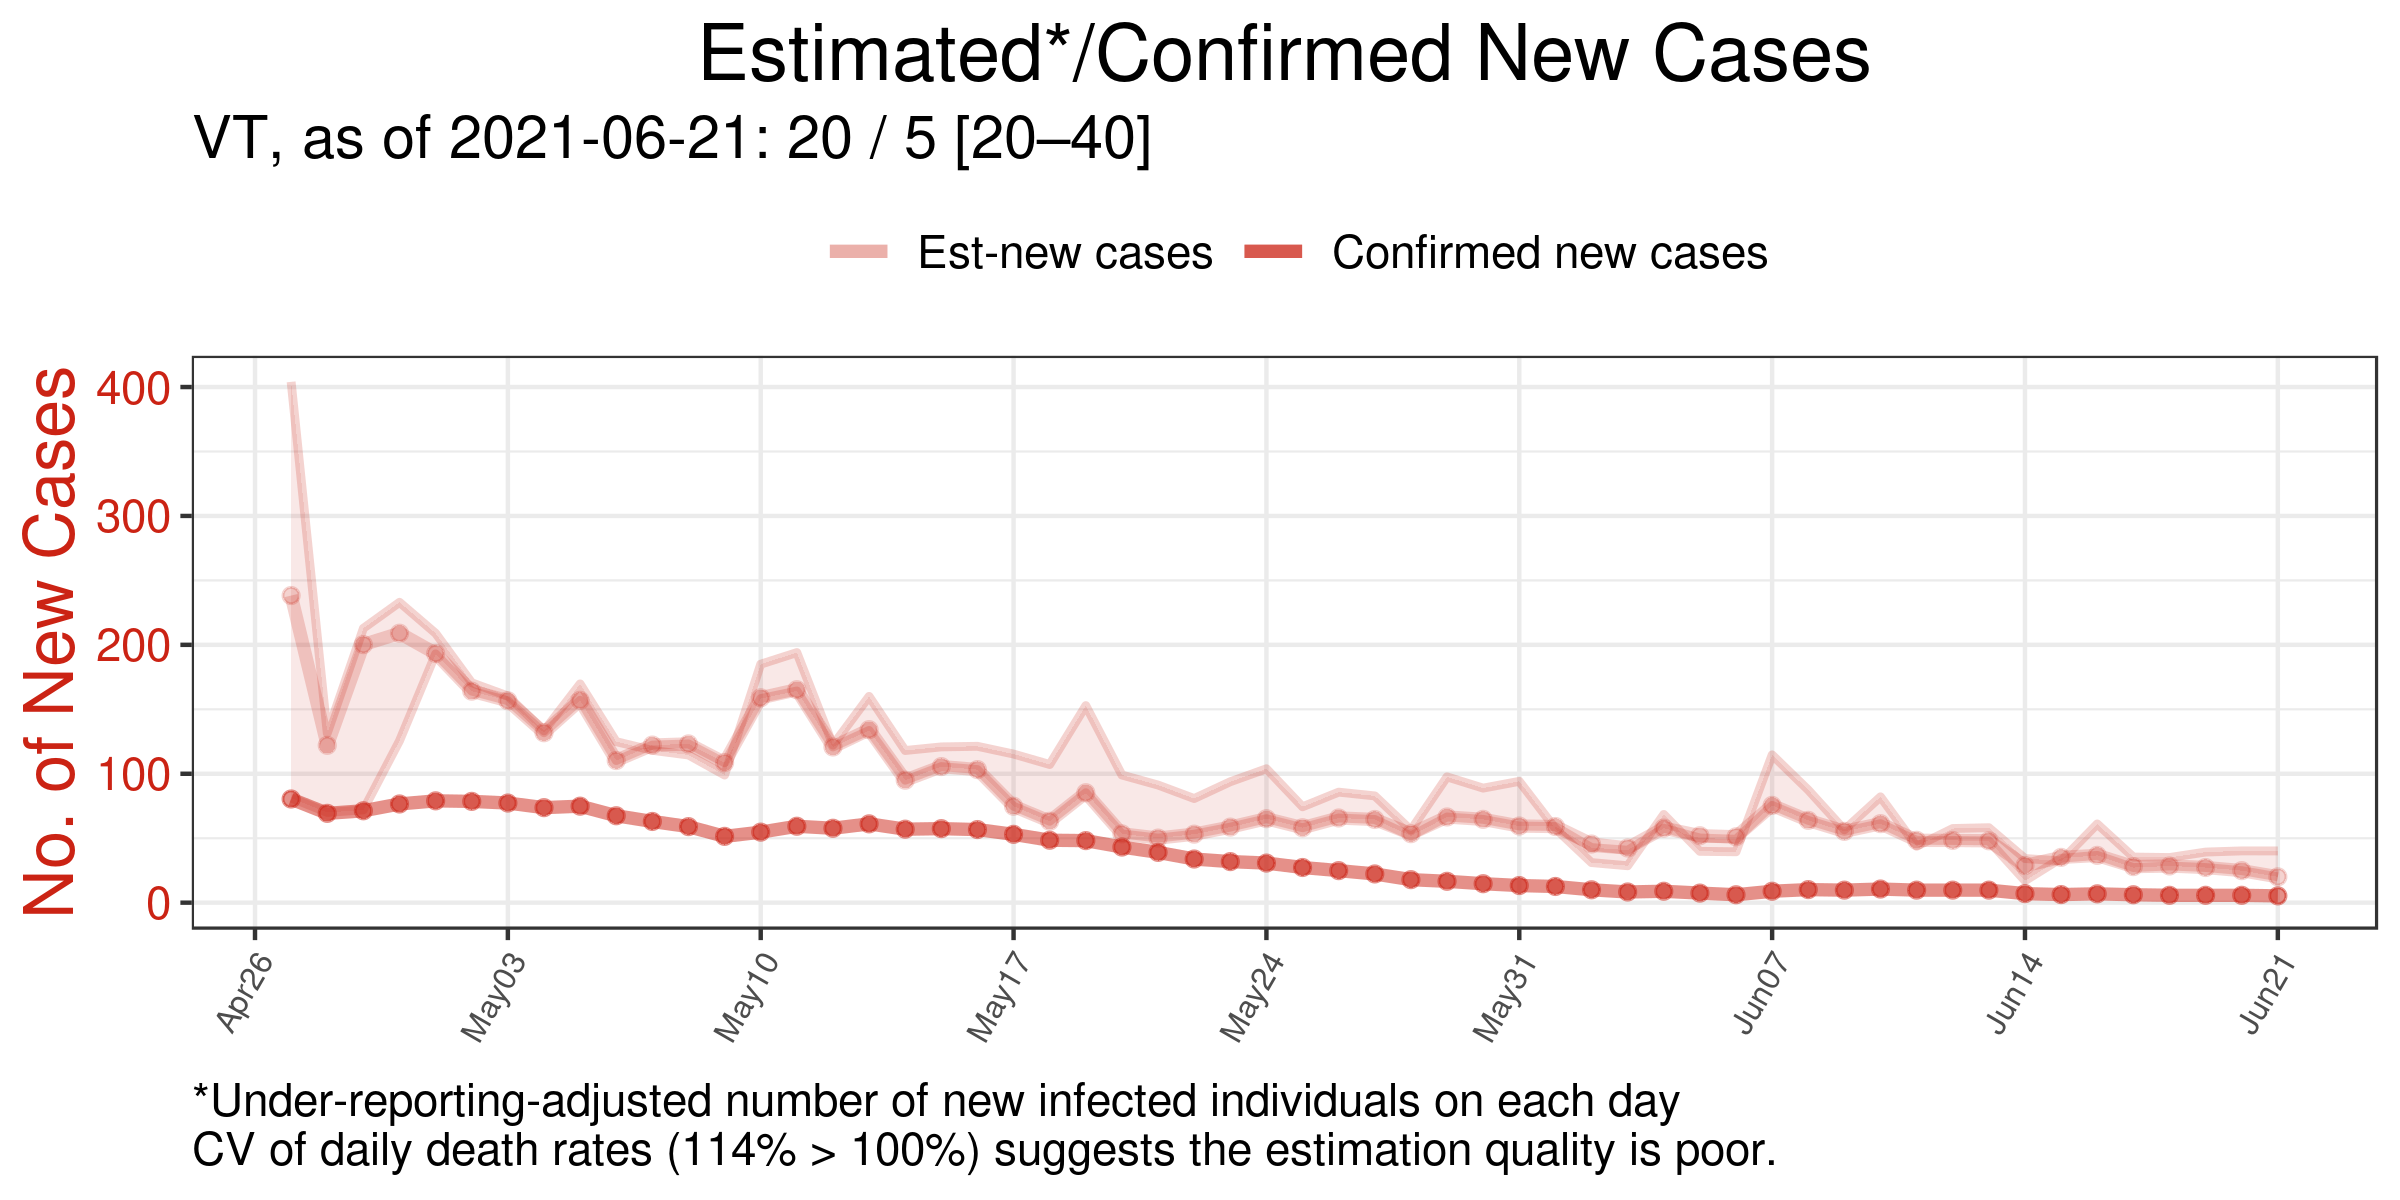 Estimated*/Confirmed New Cases
VT, as of 2021-06-21: 20 / 5 [20–40]
Est-new cases
Confirmed new cases
No. of New Cases
400
300
200
100
0
Apr26
May03
May10
May17
May24
May31
Jun07
Jun14
Jun21
*Under-reporting-adjusted number of new infected individuals on each day
CV of daily death rates (114% > 100%) suggests the estimation quality is poor.